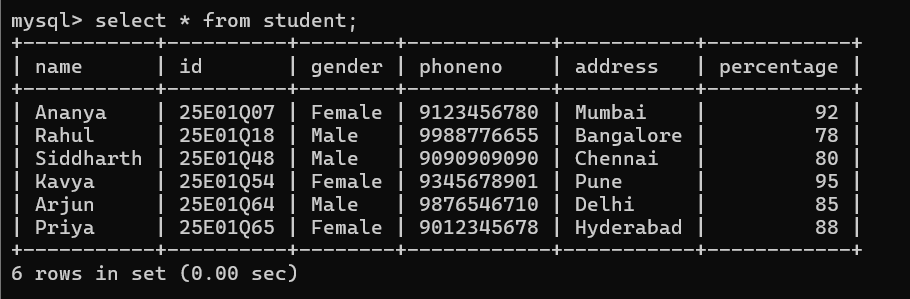 mysql> select * from student;
+-----------+----------+--------+------------+-----------+------------+
| name      | id       | gender | phoneno    | address   | percentage |
+-----------+----------+--------+------------+-----------+------------+
| Ananya    | 25E01Q07 | Female | 9123456780 | Mumbai    |         92 |
| Rahul     | 25E01Q18 | Male   | 9988776655 | Bangalore |         78 |
| Siddharth | 25E01Q48 | Male   | 9090909090 | Chennai   |         80 |
| Kavya     | 25E01Q54 | Female | 9345678901 | Pune      |         95 |
| Arjun     | 25E01Q64 | Male   | 9876546710 | Delhi     |         85 |
| Priya     | 25E01Q65 | Female | 9012345678 | Hyderabad |         88 |
+-----------+----------+--------+------------+-----------+------------+
6 rows in set (0.00 sec)